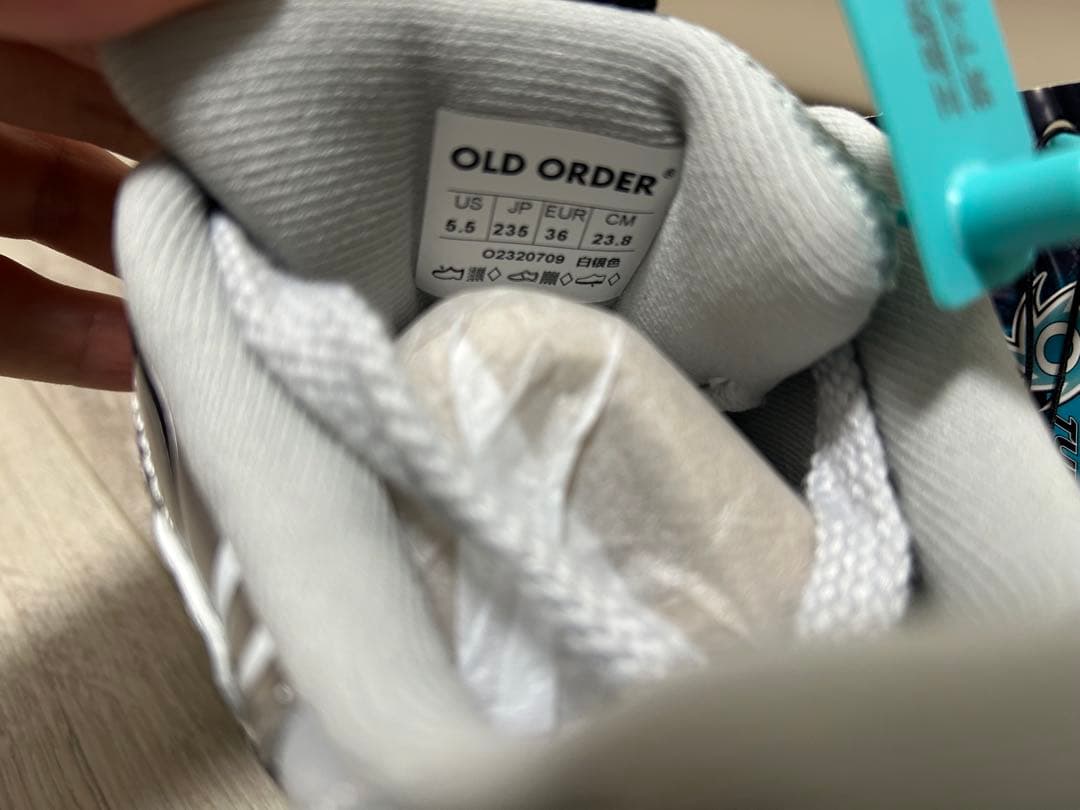 OLD ORDER®
US JP EUR CM
5.5 235 36 23.8
O2320709 白银色